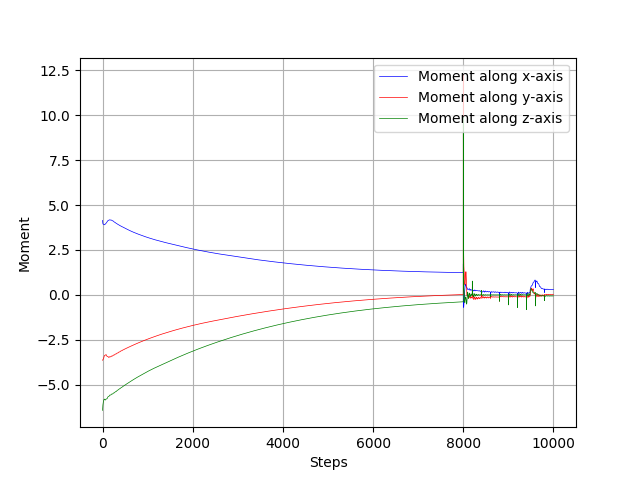 Moment along x-axis
Moment along y-axis
Moment along z-axis
12.5
10.0
7.5
5.0
2.5
0.0
−2.5
−5.0
Moment
0 2000 4000 6000 8000 10000
Steps